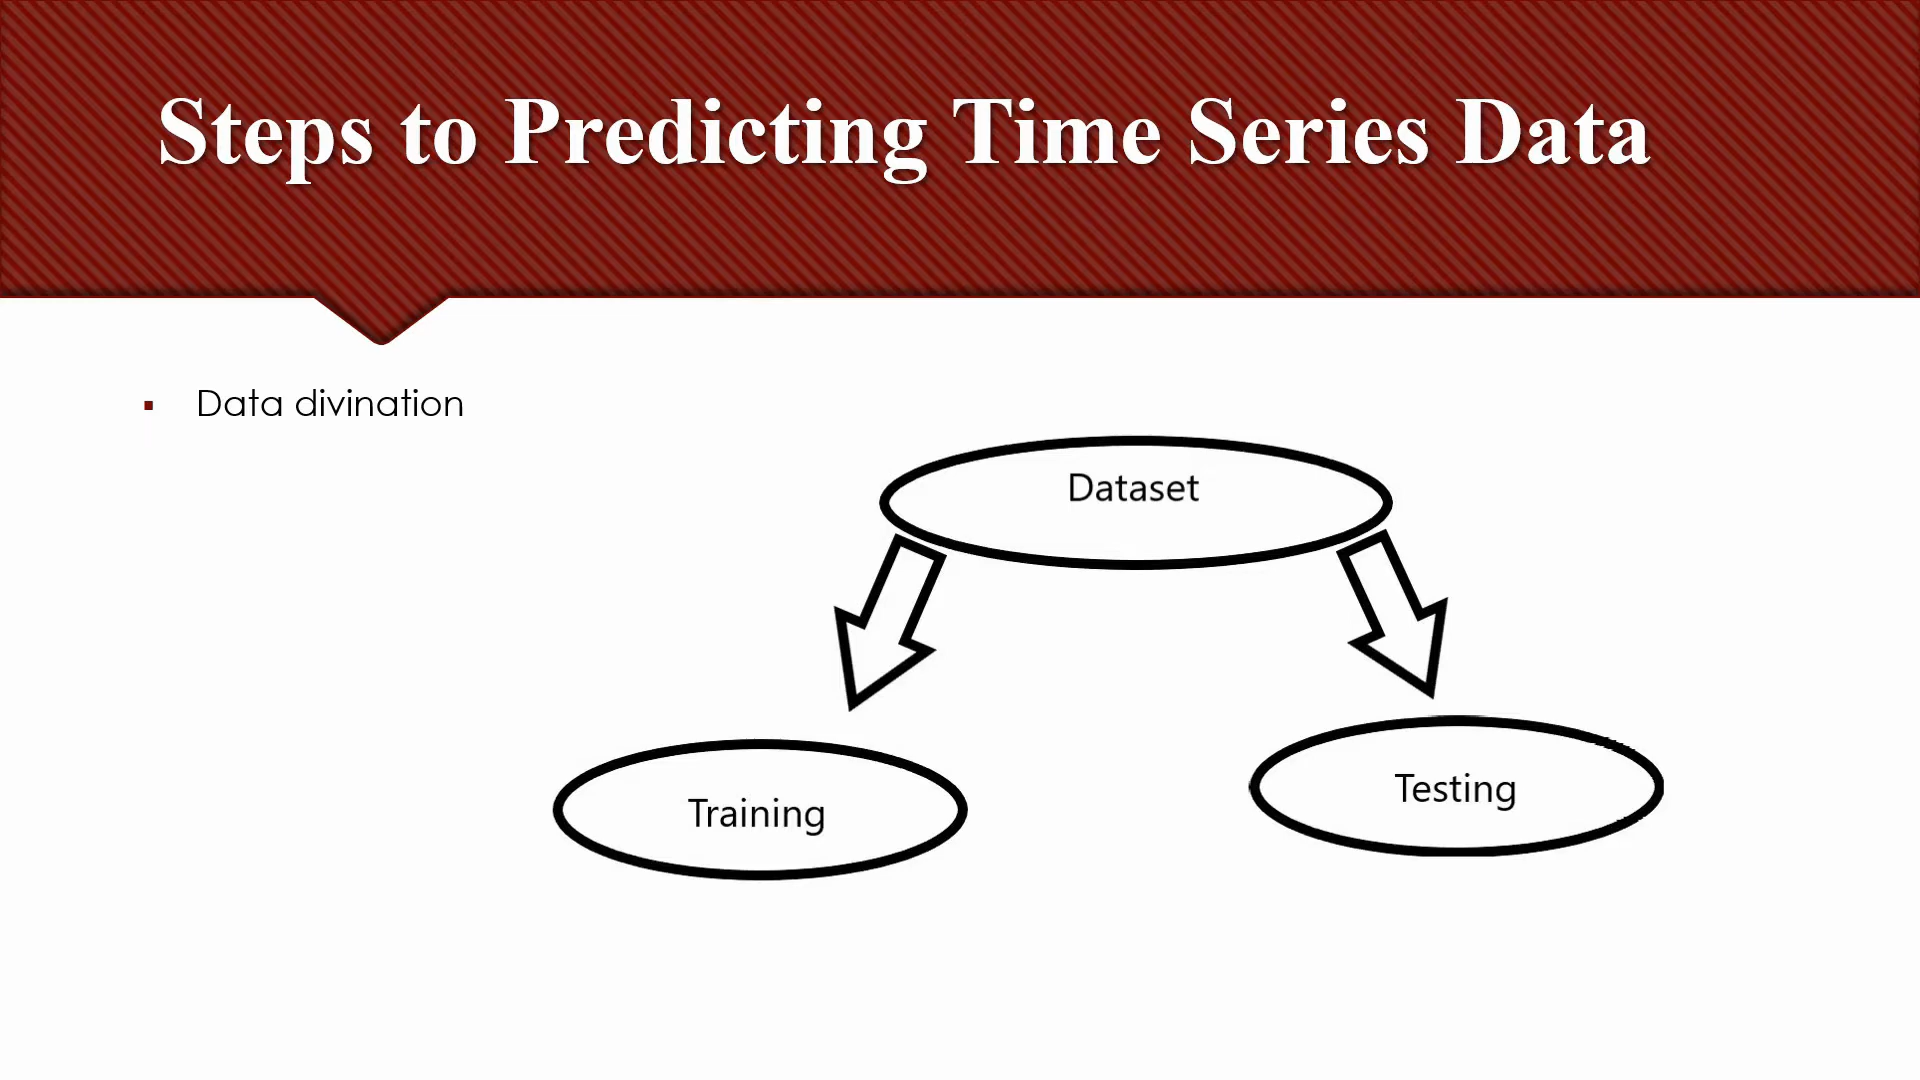 Steps to Predicting Time Series Data
Data divination
Dataset
Training
Testing